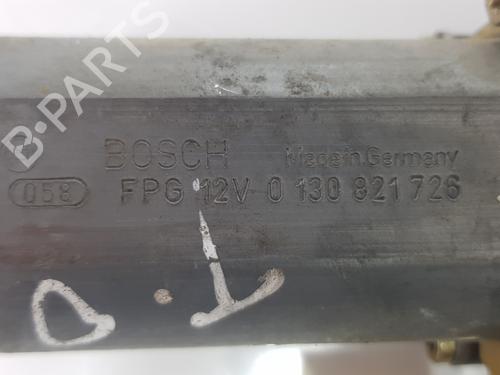 BOSCH Made in Germany
058 FPG 12V 0 130 821 726
D.T
B-PARTS